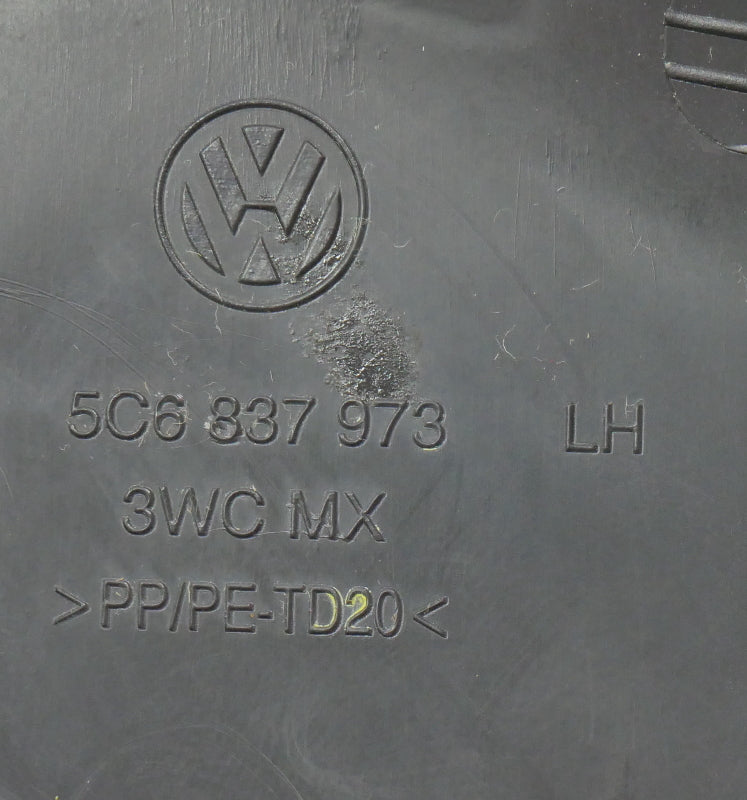 5C6 837 973 LH
3WC MX
>PP/PE-TD20<